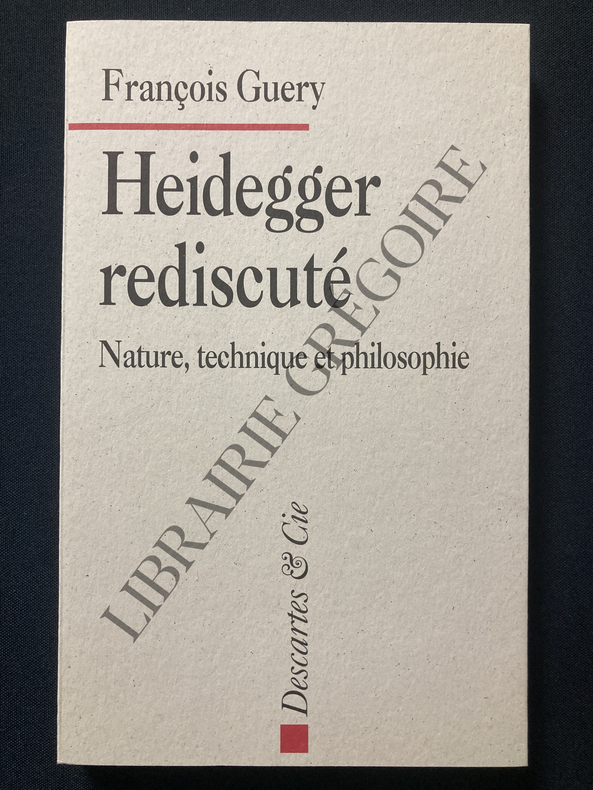 François Guery
Heidegger
rediscuté
Nature, technique et philosophie
LIBRAIRIE GREGOIRE
Descartes & Cie